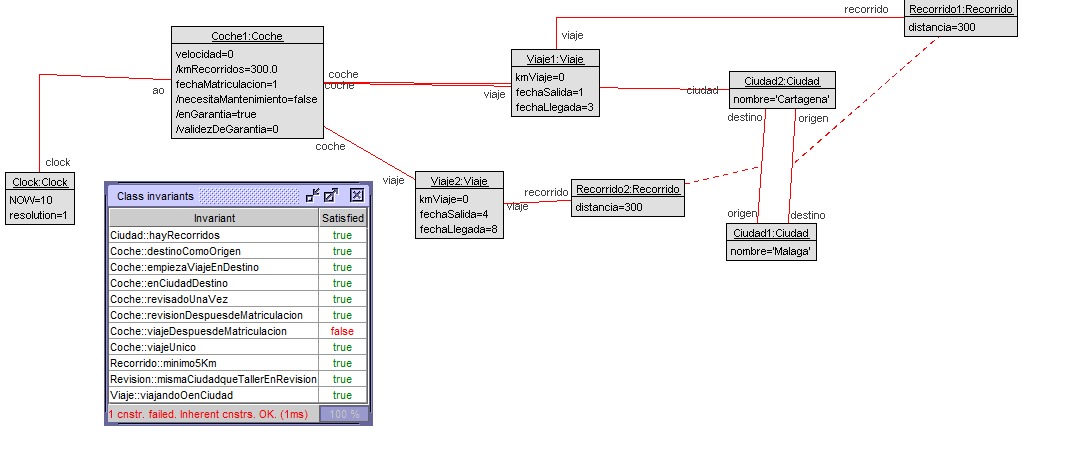 recorrido
Recorrido1:Recorrido
distancia=300
viaje
Coche1:Coche
velocidad=0
/kmRecorridos=300.0
fechaMatriculacion=1
/necesitaMantenimiento=false
/enGarantia=true
/validezDeGarantia=0
ao
coche
coche
viaje
Viaje1:Viaje
kmViaje=0
fechaSalida=1
fechaLlegada=3
ciudad
Ciudad2:Ciudad
nombre='Cartagena'
destino
origen
coche
clock
Clock:Clock
NOW=10
resolution=1
viaje
Viaje2:Viaje
kmViaje=0
fechaSalida=4
fechaLlegada=8
recorrido
viaje
Recorrido2:Recorrido
distancia=300
origen
destino
Ciudad1:Ciudad
nombre='Malaga'
Class invariants
Invariant Satisfied
Ciudad::hayRecorridos true
Coche::destinoComoOrigen true
Coche::empiezaViajeEnDestino true
Coche::enCiudadDestino true
Coche::revisadoUnaVez true
Coche::revisionDespuesdeMatriculacion true
Coche::viajeDespuesdeMatriculacion false
Coche::viajeUnico true
Recorrido::minimo5Km true
Revision::mismaCiudadqueTallerEnRevision true
Viaje::viajandoOenCiudad true
1 cnstr. failed. Inherent cnstrs. OK. (1ms) 100 %